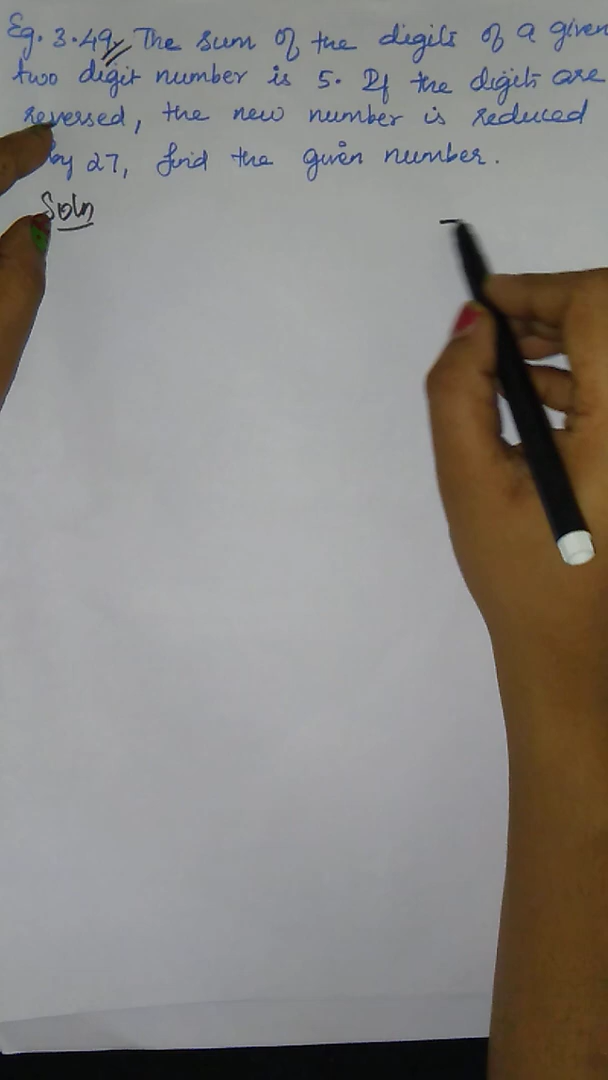 Eg. 3.49 The sum of the digits of a given
two digit number is 5. If the digits are
reversed, the new number is reduced
by 27, find the given number.
Soln